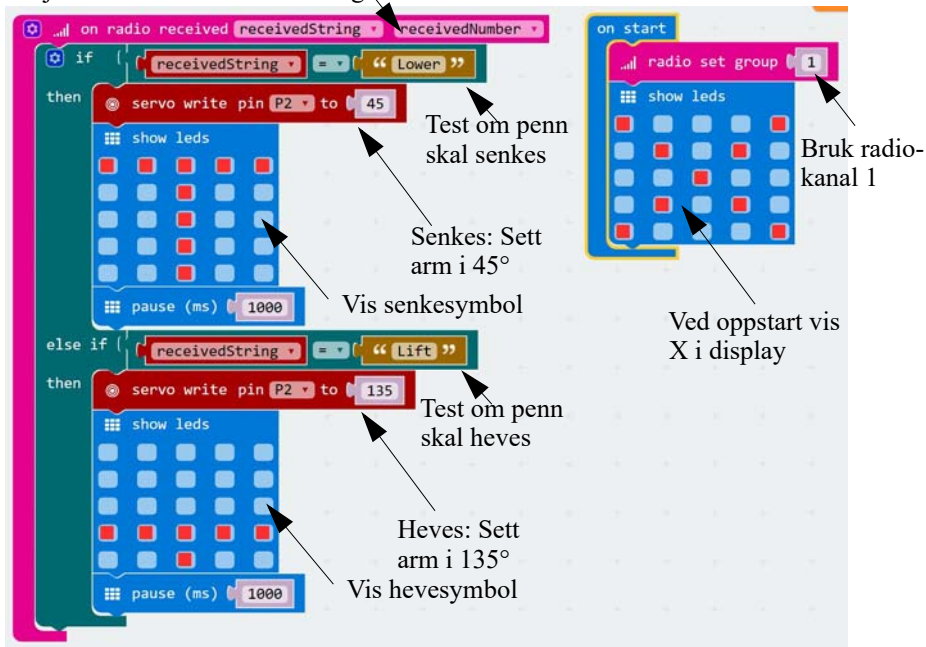 on radio received receivedString receivedNumber
if receivedString = “ Lower ”
then servo write pin P2 to 45
show leds
pause (ms) 1000
else if receivedString = “ Lift ”
then servo write pin P2 to 135
show leds
pause (ms) 1000
Test om penn
skal senkes
Senkes: Sett
arm i 45°
Vis senkesymbol
Test om penn
skal heves
Heves: Sett
arm i 135°
Vis hevesymbol
on start
radio set group 1
show leds
Bruk radio-
kanal 1
Ved oppstart vis
X i display